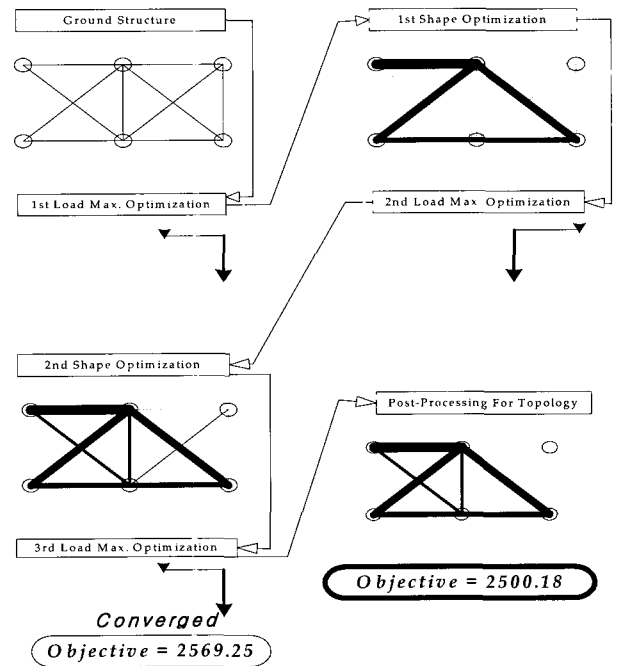 Ground Structure
1st Shape Optimization
1st Load Max. Optimization
2nd Load Max Optimization
2nd Shape Optimization
Post-Processing For Topology
3rd Load Max. Optimization
Objective = 2500.18
Converged
Objective = 2569.25